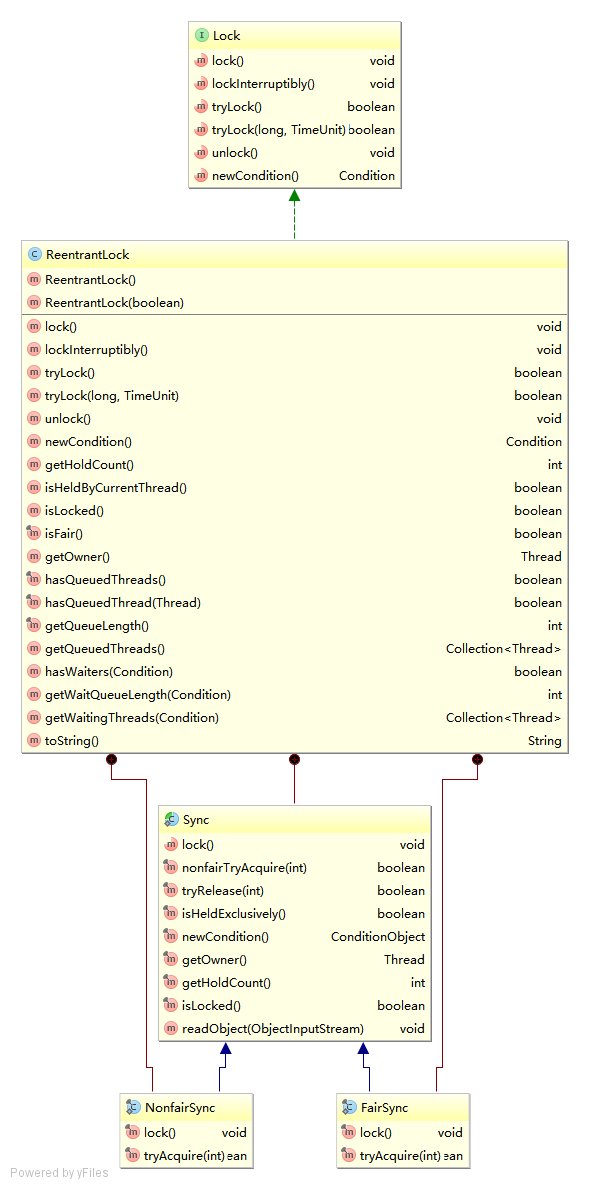 Lock
lock() void
lockInterruptibly() void
tryLock() boolean
tryLock(long, TimeUnit) boolean
unlock() void
newCondition() Condition
ReentrantLock
ReentrantLock()
ReentrantLock(boolean)
lock() void
lockInterruptibly() void
tryLock() boolean
tryLock(long, TimeUnit) boolean
unlock() void
newCondition() Condition
getHoldCount() int
isHeldByCurrentThread() boolean
isLocked() boolean
isFair() boolean
getOwner() Thread
hasQueuedThreads() boolean
hasQueuedThread(Thread) boolean
getQueueLength() int
getQueuedThreads() Collection<Thread>
hasWaiters(Condition) boolean
getWaitQueueLength(Condition) int
getWaitingThreads(Condition) Collection<Thread>
toString() String
Sync
lock() void
nonfairTryAcquire(int) boolean
tryRelease(int) boolean
isHeldExclusively() boolean
newCondition() ConditionObject
getOwner() Thread
getHoldCount() int
isLocked() boolean
readObject(ObjectInputStream) void
NonfairSync
lock() void
tryAcquire(int) ean
FairSync
lock() void
tryAcquire(int) ean
Powered by yFiles